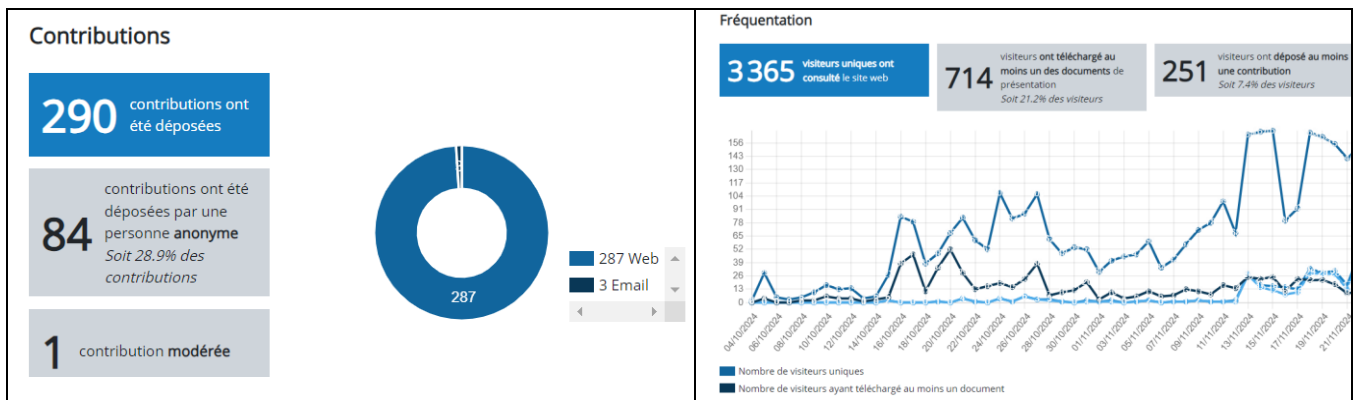 Contributions
290 contributions ont
été déposées
contributions ont été
déposées par une
84 personne anonyme
Soit 28.9% des
contributions
1 contribution modérée
287
287 Web
3 Email
Fréquentation
3 365 visiteurs uniques ont
consulté le site web
714 visiteurs ont téléchargé au
moins un des documents de
présentation
Soit 21.2% des visiteurs
251 visiteurs ont déposé au moins
une contribution
Soit 7.4% des visiteurs
156
143
130
117
104
91
78
65
52
39
26
13
0
04/10/2024
06/10/2024
08/10/2024
10/10/2024
12/10/2024
14/10/2024
16/10/2024
18/10/2024
20/10/2024
22/10/2024
24/10/2024
26/10/2024
28/10/2024
30/10/2024
01/11/2024
03/11/2024
05/11/2024
07/11/2024
09/11/2024
11/11/2024
13/11/2024
15/11/2024
17/11/2024
19/11/2024
21/11/2024
Nombre de visiteurs uniques
Nombre de visiteurs ayant téléchargé au moins un document